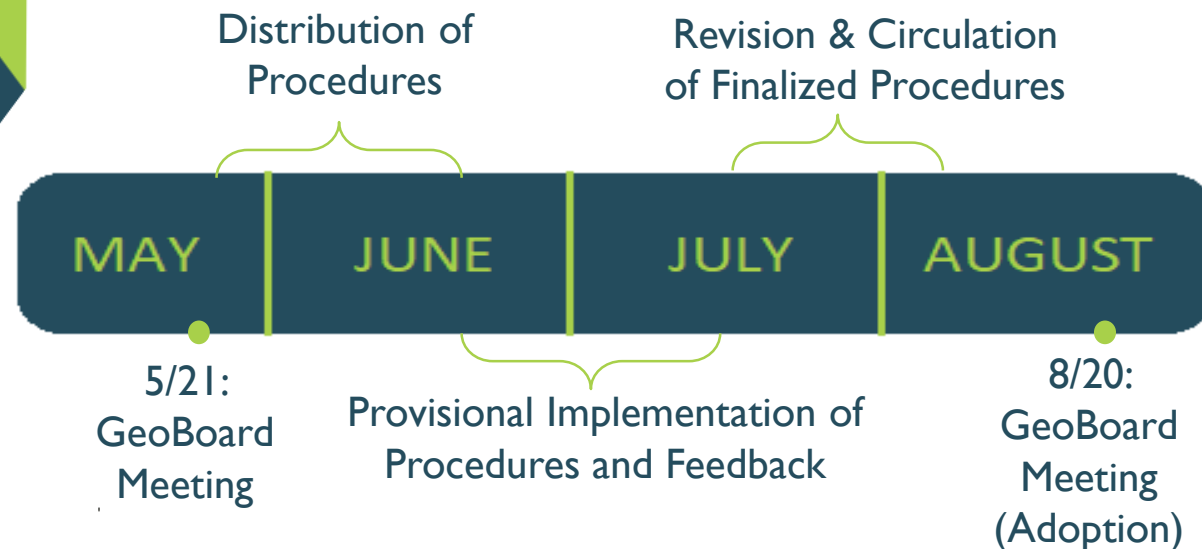 Distribution of
Procedures
Revision & Circulation
of Finalized Procedures
MAY
JUNE
JULY
AUGUST
5/21:
GeoBoard
Meeting
Provisional Implementation of
Procedures and Feedback
8/20:
GeoBoard
Meeting
(Adoption)